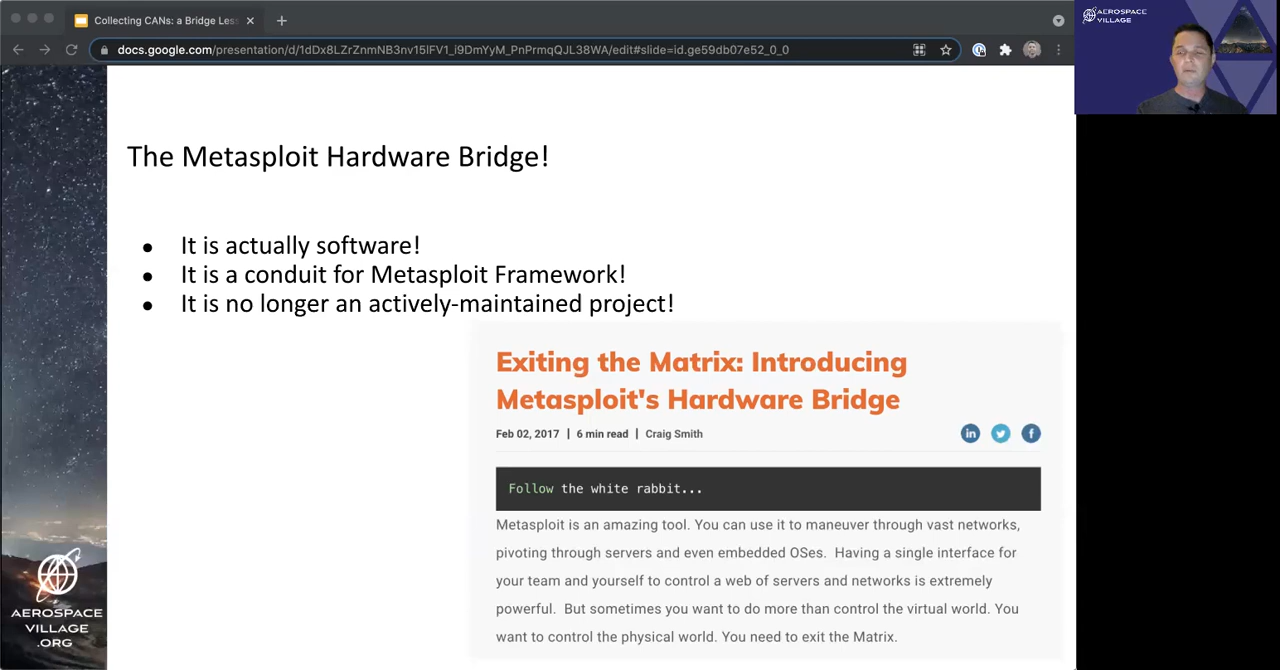 Collecting CANs: a Bridge Less
docs.google.com/presentation/d/1dDx8LZrZnmNB3nv15lFV1_i9DmYyM_PnPrmqQJL38WA/edit#slide=id.ge59db07e52_0_0
AEROSPACE
VILLAGE
The Metasploit Hardware Bridge!
● It is actually software!
● It is a conduit for Metasploit Framework!
● It is no longer an actively-maintained project!
Exiting the Matrix: Introducing
Metasploit's Hardware Bridge
Feb 02, 2017 | 6 min read | Craig Smith
Follow the white rabbit...
Metasploit is an amazing tool. You can use it to maneuver through vast networks,
pivoting through servers and even embedded OSes. Having a single interface for
your team and yourself to control a web of servers and networks is extremely
powerful. But sometimes you want to do more than control the virtual world. You
want to control the physical world. You need to exit the Matrix.
AEROSPACE
VILLAGE
.ORG